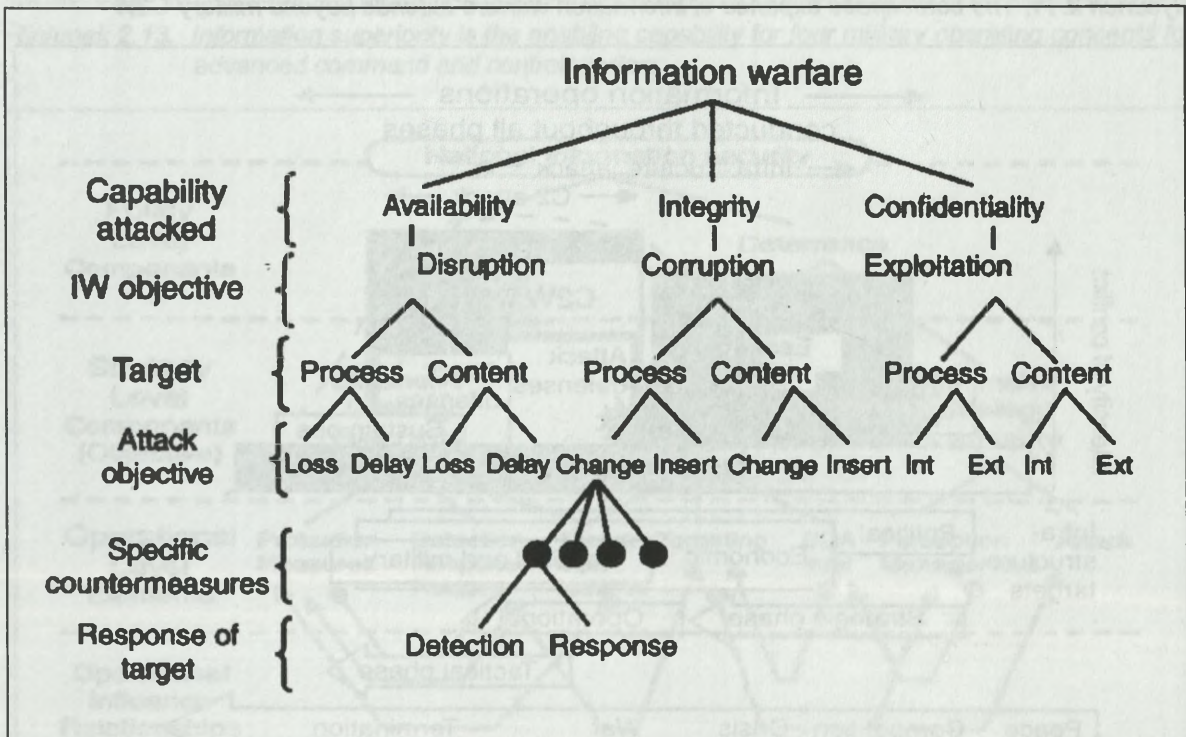 Information warfare
Capability
attacked
Availability Integrity Confidentiality
IW objective
Disruption Corruption Exploitation
Target
Process Content Process Content Process Content
Attack
objective
Loss Delay Loss Delay Change Insert Change Insert Int Ext Int Ext
Specific
countermeasures
Response of
target
Detection Response